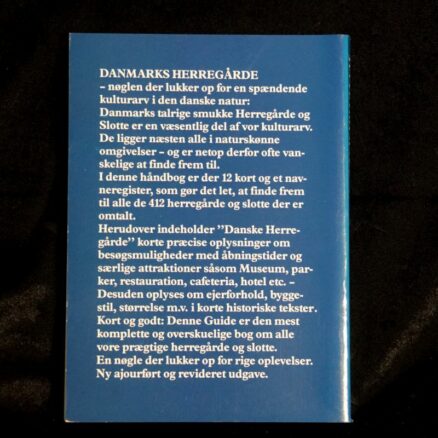 DANMARKS HERREGÅRDE
– nøglen der lukker op for en spændende
kulturarv i den danske natur:
Danmarks talrige smukke Herregårde og
Slotte er en væsentlig del af vor kulturarv.
De ligger næsten alle i naturskønne
omgivelser – og er netop derfor ofte van-
skelige at finde frem til.
I denne håndbog er der 12 kort og et nav-
neregister, som gør det let, at finde frem
til alle de 412 herregårde og slotte der er
omtalt.
Herudover indeholder ”Danske Herre-
gårde” korte præcise oplysninger om
besøgsmuligheder med åbningstider og
særlige attraktioner såsom Museum, par-
ker, restauration, cafeteria, hotel etc. –
Desuden oplyses om ejerforhold, bygge-
stil, størrelse m.v. i korte historiske tekster.
Kort og godt: Denne Guide er den mest
komplette og overskuelige bog om alle
vore prægtige herregårde og slotte.
En nøgle der lukker op for rige oplevelser.
Ny ajourført og revideret udgave.